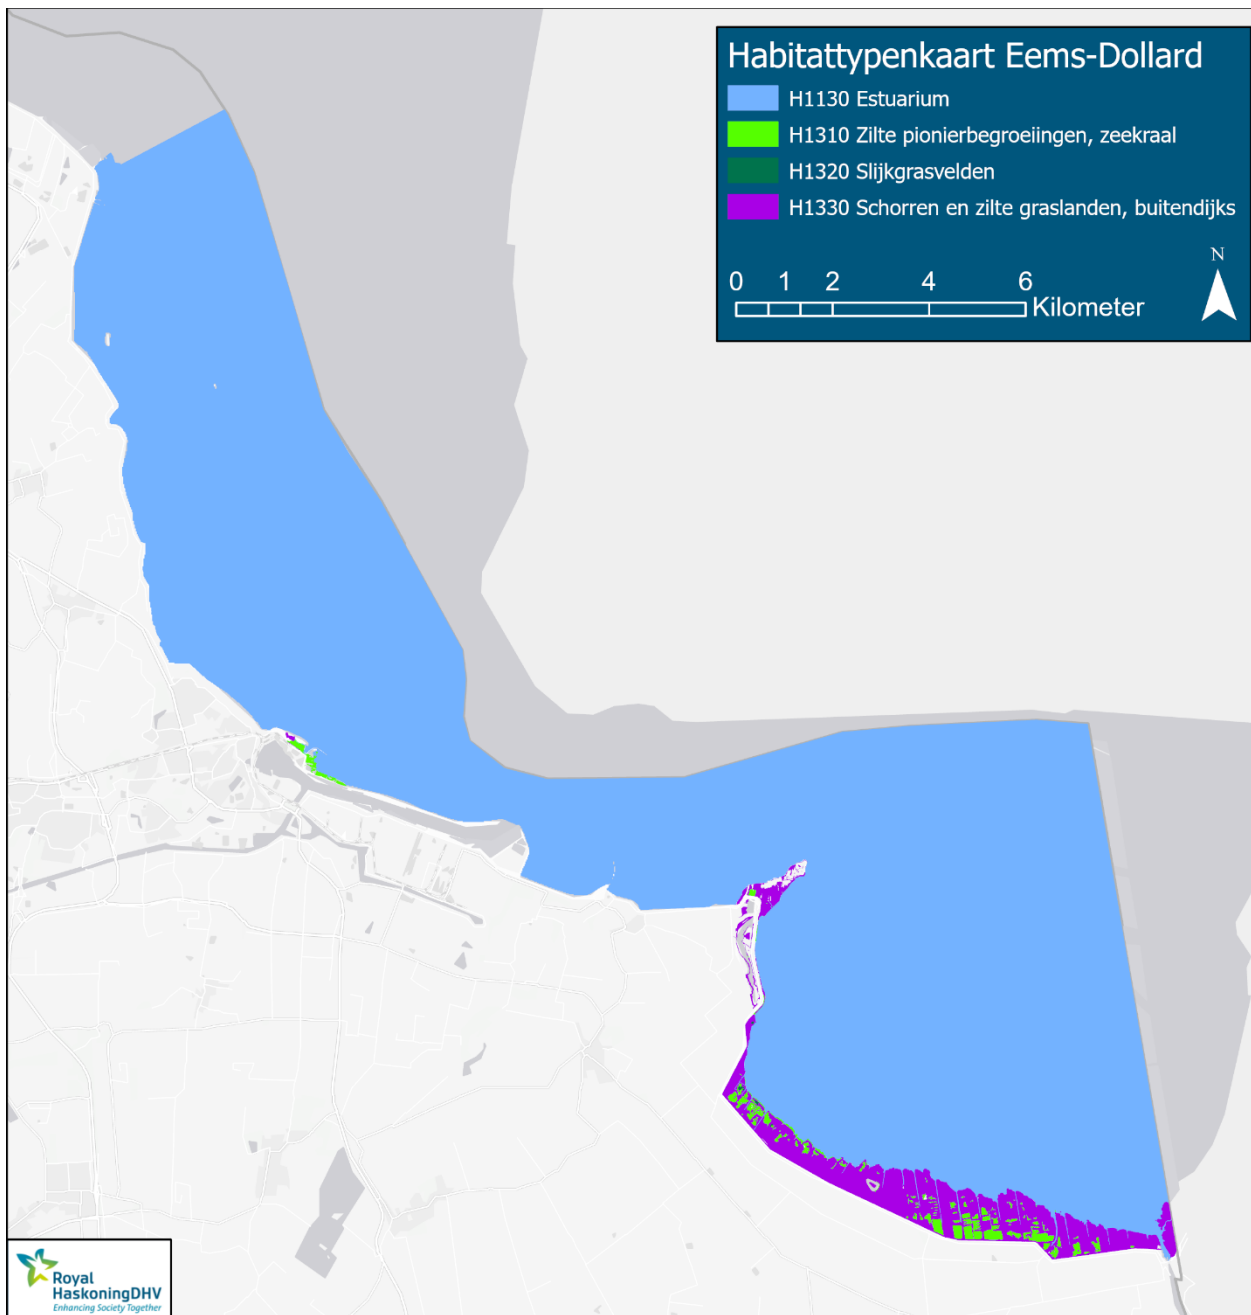 Habitattypenkaart Eems-Dollard
H1130 Estuarium
H1310 Zilte pionierbegroeiingen, zeekraal
H1320 Slijkgrasvelden
H1330 Schorren en zilte graslanden, buitendijks
N
0 1 2 4 6
Kilometer
Royal
HaskoningDHV
Enhancing Society Together